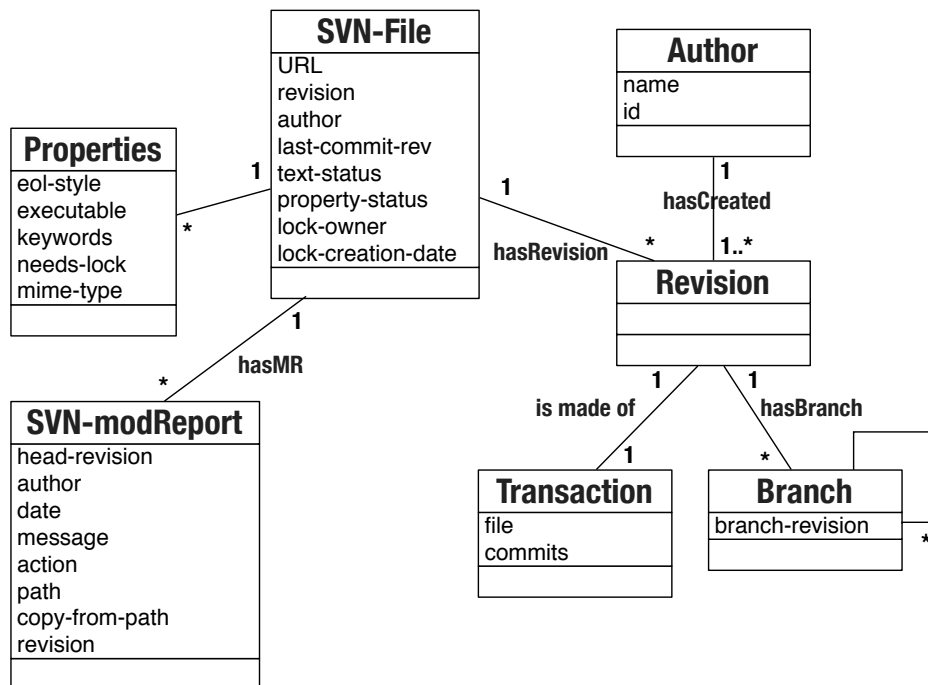 SVN-File
URL
revision
author
last-commit-rev
text-status
property-status
lock-owner
lock-creation-date
Author
name
id
Properties
eol-style
executable
keywords
needs-lock
mime-type
1
*
1
hasRevision
*
1
hasCreated
1..*
Revision
1
hasMR
*
SVN-modReport
head-revision
author
date
message
action
path
copy-from-path
revision
1
is made of
1
1
hasBranch
*
Transaction
file
commits
Branch
branch-revision
*